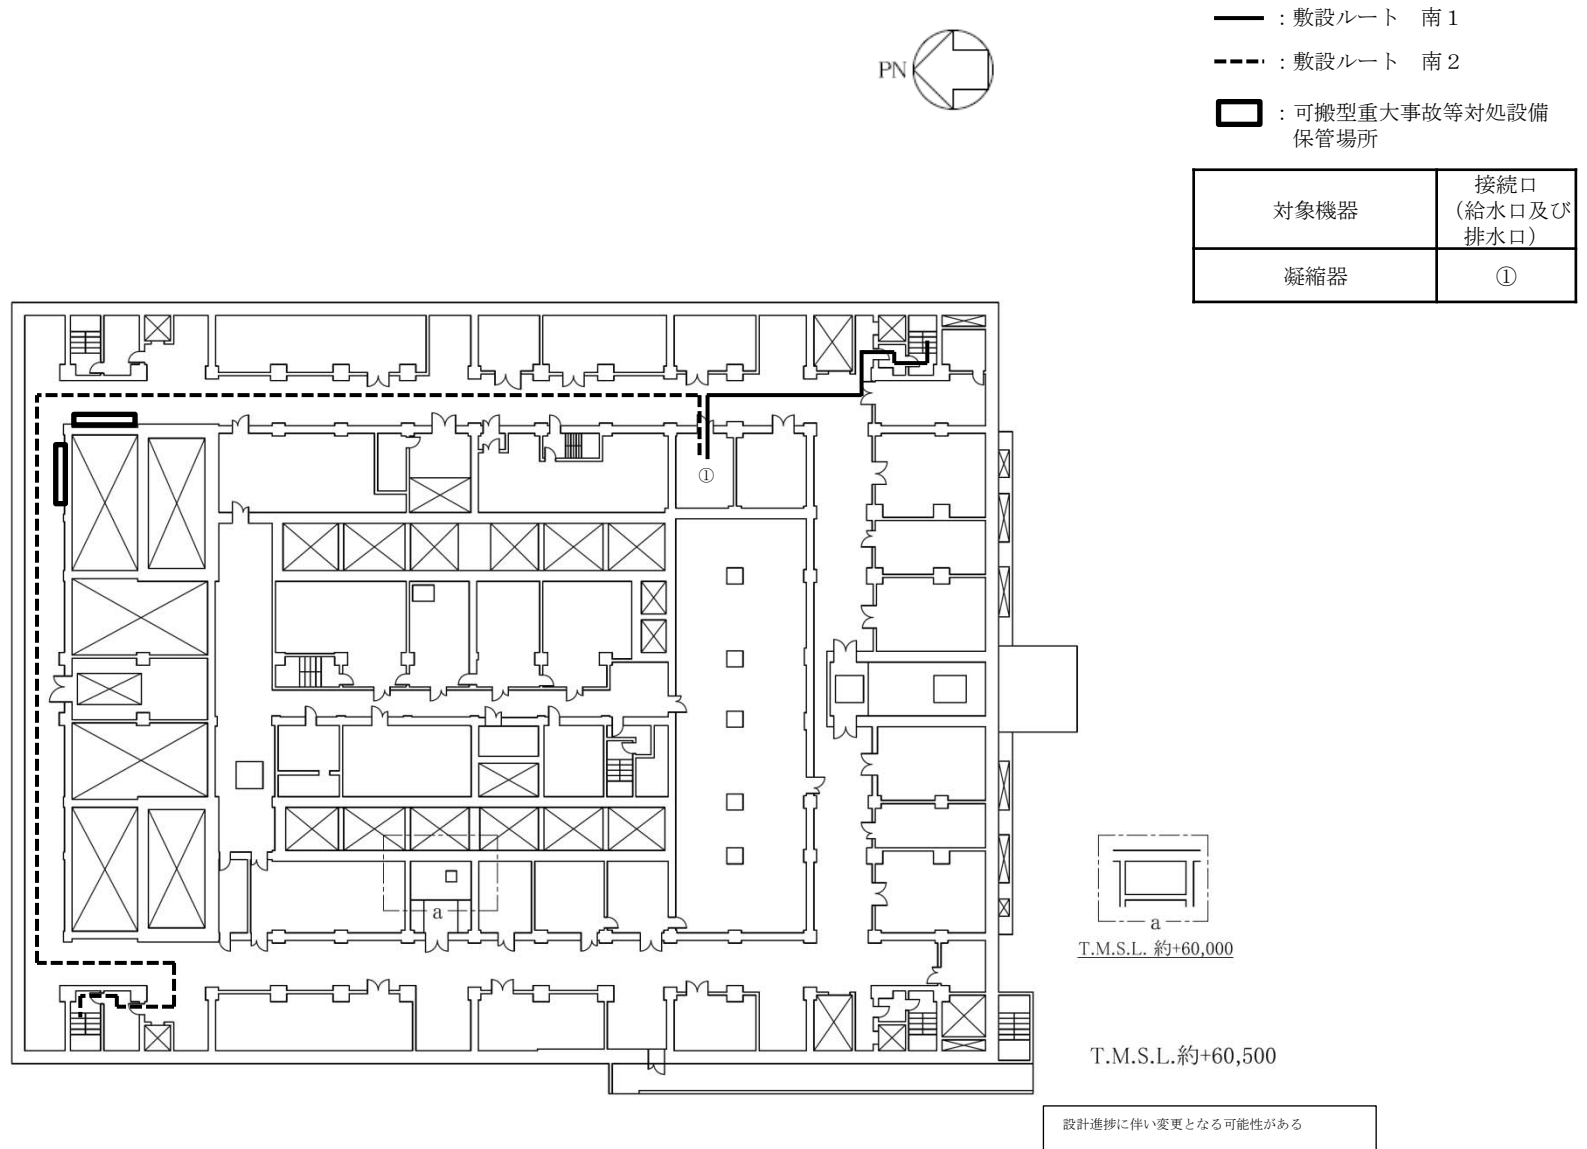 ：敷設ルート　南１
PN
：敷設ルート　南２
：可搬型重大事故等対処設備
保管場所
対象機器
接続口
（給水口及び
排水口）
凝縮器
①
①
a
a
T.M.S.L. 約+60,000
T.M.S.L.約+60,500
設計進捗に伴い変更となる可能性がある